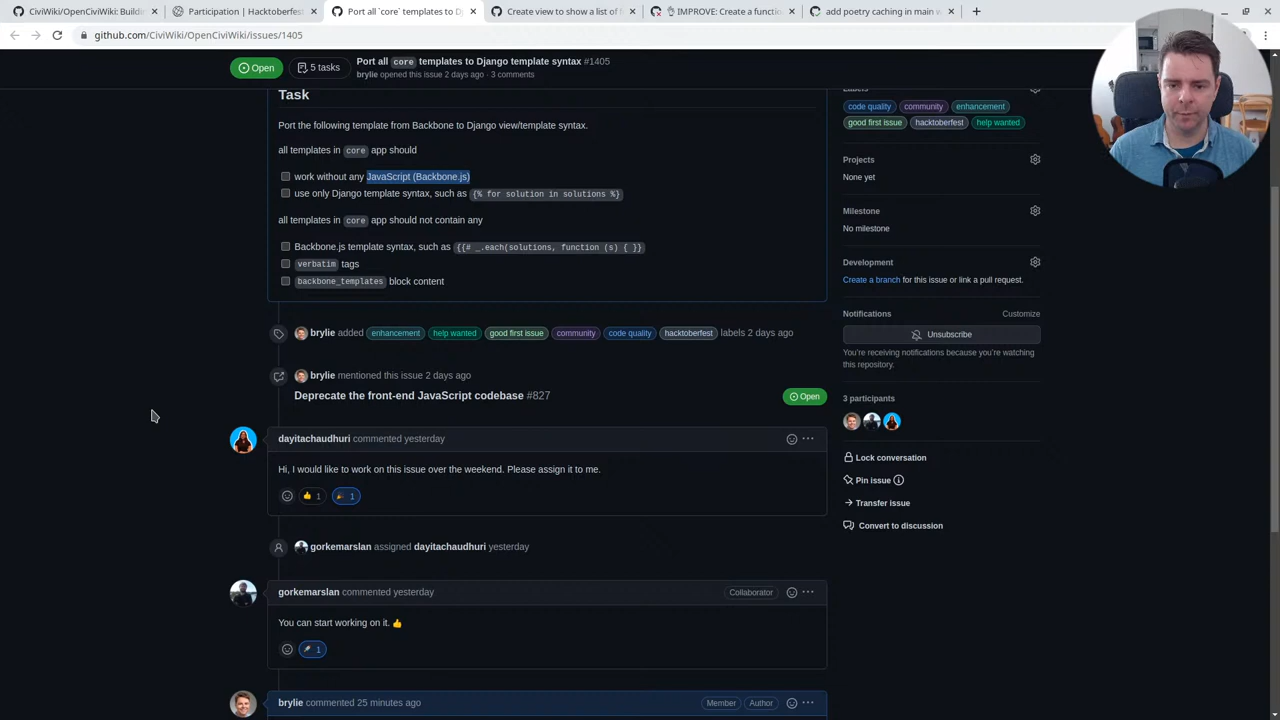 CiviWiki/OpenCiviWiki: Buildin
Participation | Hacktoberfest
Port all `core` templates to Dj
Create view to show a list of f
IMPROVE: Create a function
add poetry caching in main w
github.com/CiviWiki/OpenCiviWiki/issues/1405
Open
5 tasks
Port all core templates to Django template syntax #1405
brylie opened this issue 2 days ago · 3 comments
Task
Port the following template from Backbone to Django view/template syntax.
all templates in core app should
work without any JavaScript (Backbone.js)
use only Django template syntax, such as {% for solution in solutions %}
all templates in core app should not contain any
Backbone.js template syntax, such as {{# _.each(solutions, function (s) { }}
verbatim tags
backbone_templates block content
brylie added enhancement help wanted good first issue community code quality hacktoberfest labels 2 days ago
brylie mentioned this issue 2 days ago
Deprecate the front-end JavaScript codebase #827
Open
dayitachaudhuri commented yesterday
Hi, I would like to work on this issue over the weekend. Please assign it to me.
1 1
gorkemarslan assigned dayitachaudhuri yesterday
gorkemarslan commented yesterday
Collaborator
You can start working on it.
1
brylie commented 25 minutes ago
Member Author
Labels
code quality community enhancement
good first issue hacktoberfest help wanted
Projects
None yet
Milestone
No milestone
Development
Create a branch for this issue or link a pull request.
Notifications
Customize
Unsubscribe
You're receiving notifications because you're watching
this repository.
3 participants
Lock conversation
Pin issue
Transfer issue
Convert to discussion